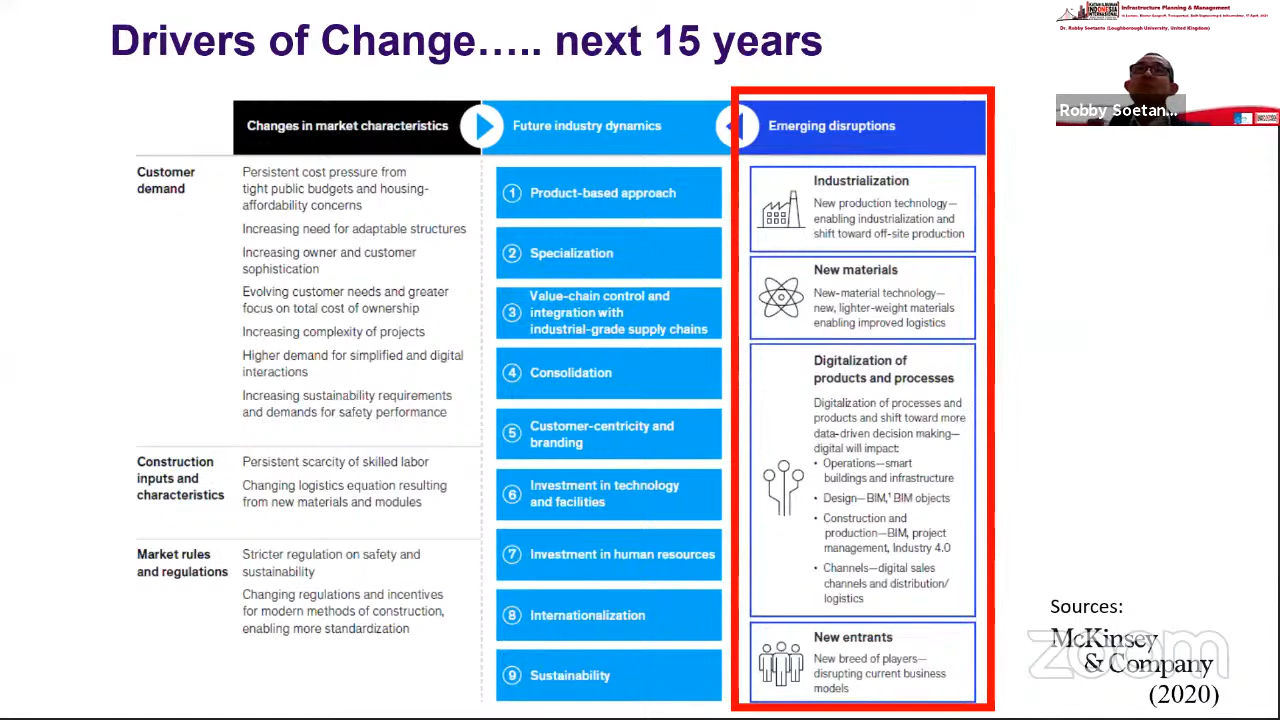 Drivers of Change….. next 15 years
INDONESIA
INTERNASIONAL
Infrastructure Planning & Management
Dr. Robby Soetanto (Loughborough University, United Kingdom)
Robby Soetan...
Changes in market characteristics
Future industry dynamics
Emerging disruptions
Customer
demand
Persistent cost pressure from
tight public budgets and housing-
affordability concerns
Increasing need for adaptable structures
Increasing owner and customer
sophistication
Evolving customer needs and greater
focus on total cost of ownership
Increasing complexity of projects
Higher demand for simplified and digital
interactions
Increasing sustainability requirements
and demands for safety performance
Construction
inputs and
characteristics
Persistent scarcity of skilled labor
Changing logistics equation resulting
from new materials and modules
Market rules
and regulations
Stricter regulation on safety and
sustainability
Changing regulations and incentives
for modern methods of construction,
enabling more standardization
1 Product-based approach
2 Specialization
3 Value-chain control and
integration with
industrial-grade supply chains
4 Consolidation
5 Customer-centricity and
branding
6 Investment in technology
and facilities
7 Investment in human resources
8 Internationalization
9 Sustainability
Industrialization
New production technology—
enabling industrialization and
shift toward off-site production
New materials
New-material technology—
new, lighter-weight materials
enabling improved logistics
Digitalization of
products and processes
Digitalization of processes and
products and shift toward more
data-driven decision making—
digital will impact:
• Operations—smart
buildings and infrastructure
• Design—BIM,¹ BIM objects
• Construction and
production—BIM, project
management, Industry 4.0
• Channels—digital sales
channels and distribution/
logistics
New entrants
New breed of players—
disrupting current business
models
Sources:
McKinsey
& Company
(2020)
zoom